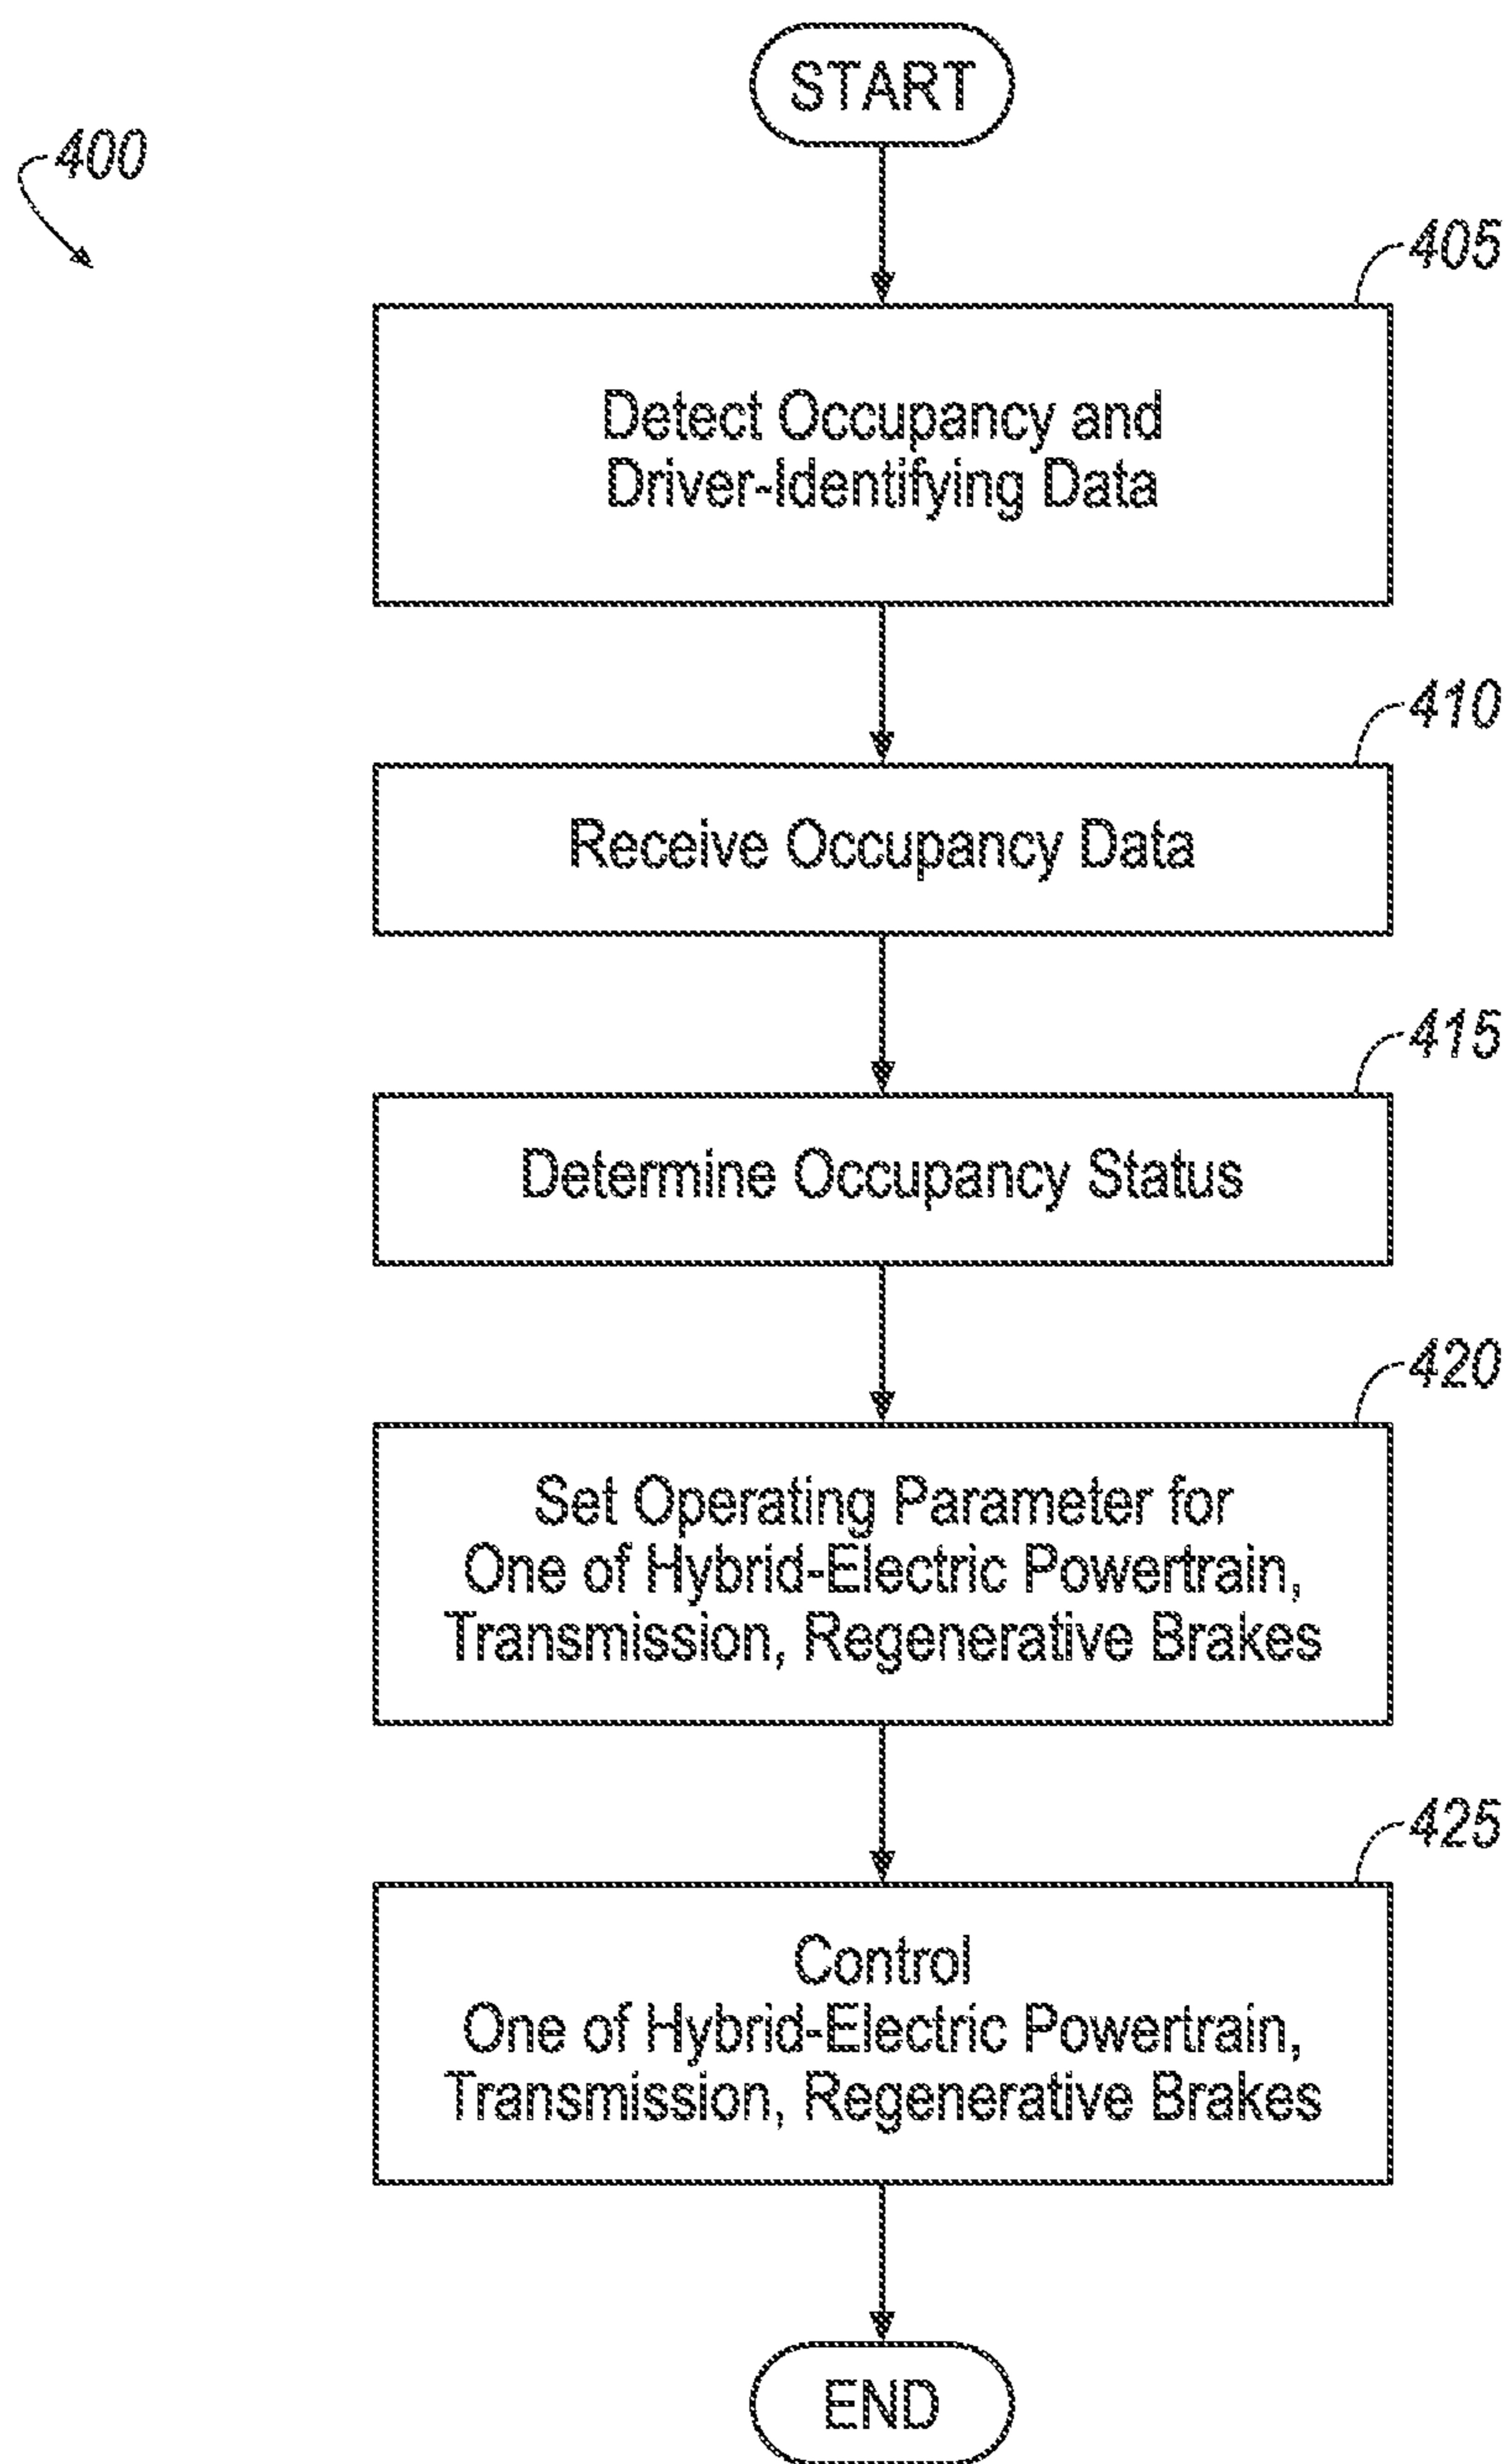 START
400
405
Detect Occupancy and
Driver-Identifying Data
410
Receive Occupancy Data
415
Determine Occupancy Status
420
Set Operating Parameter for
One of Hybrid-Electric Powertrain,
Transmission, Regenerative Brakes
425
Control
One of Hybrid-Electric Powertrain,
Transmission, Regenerative Brakes
END